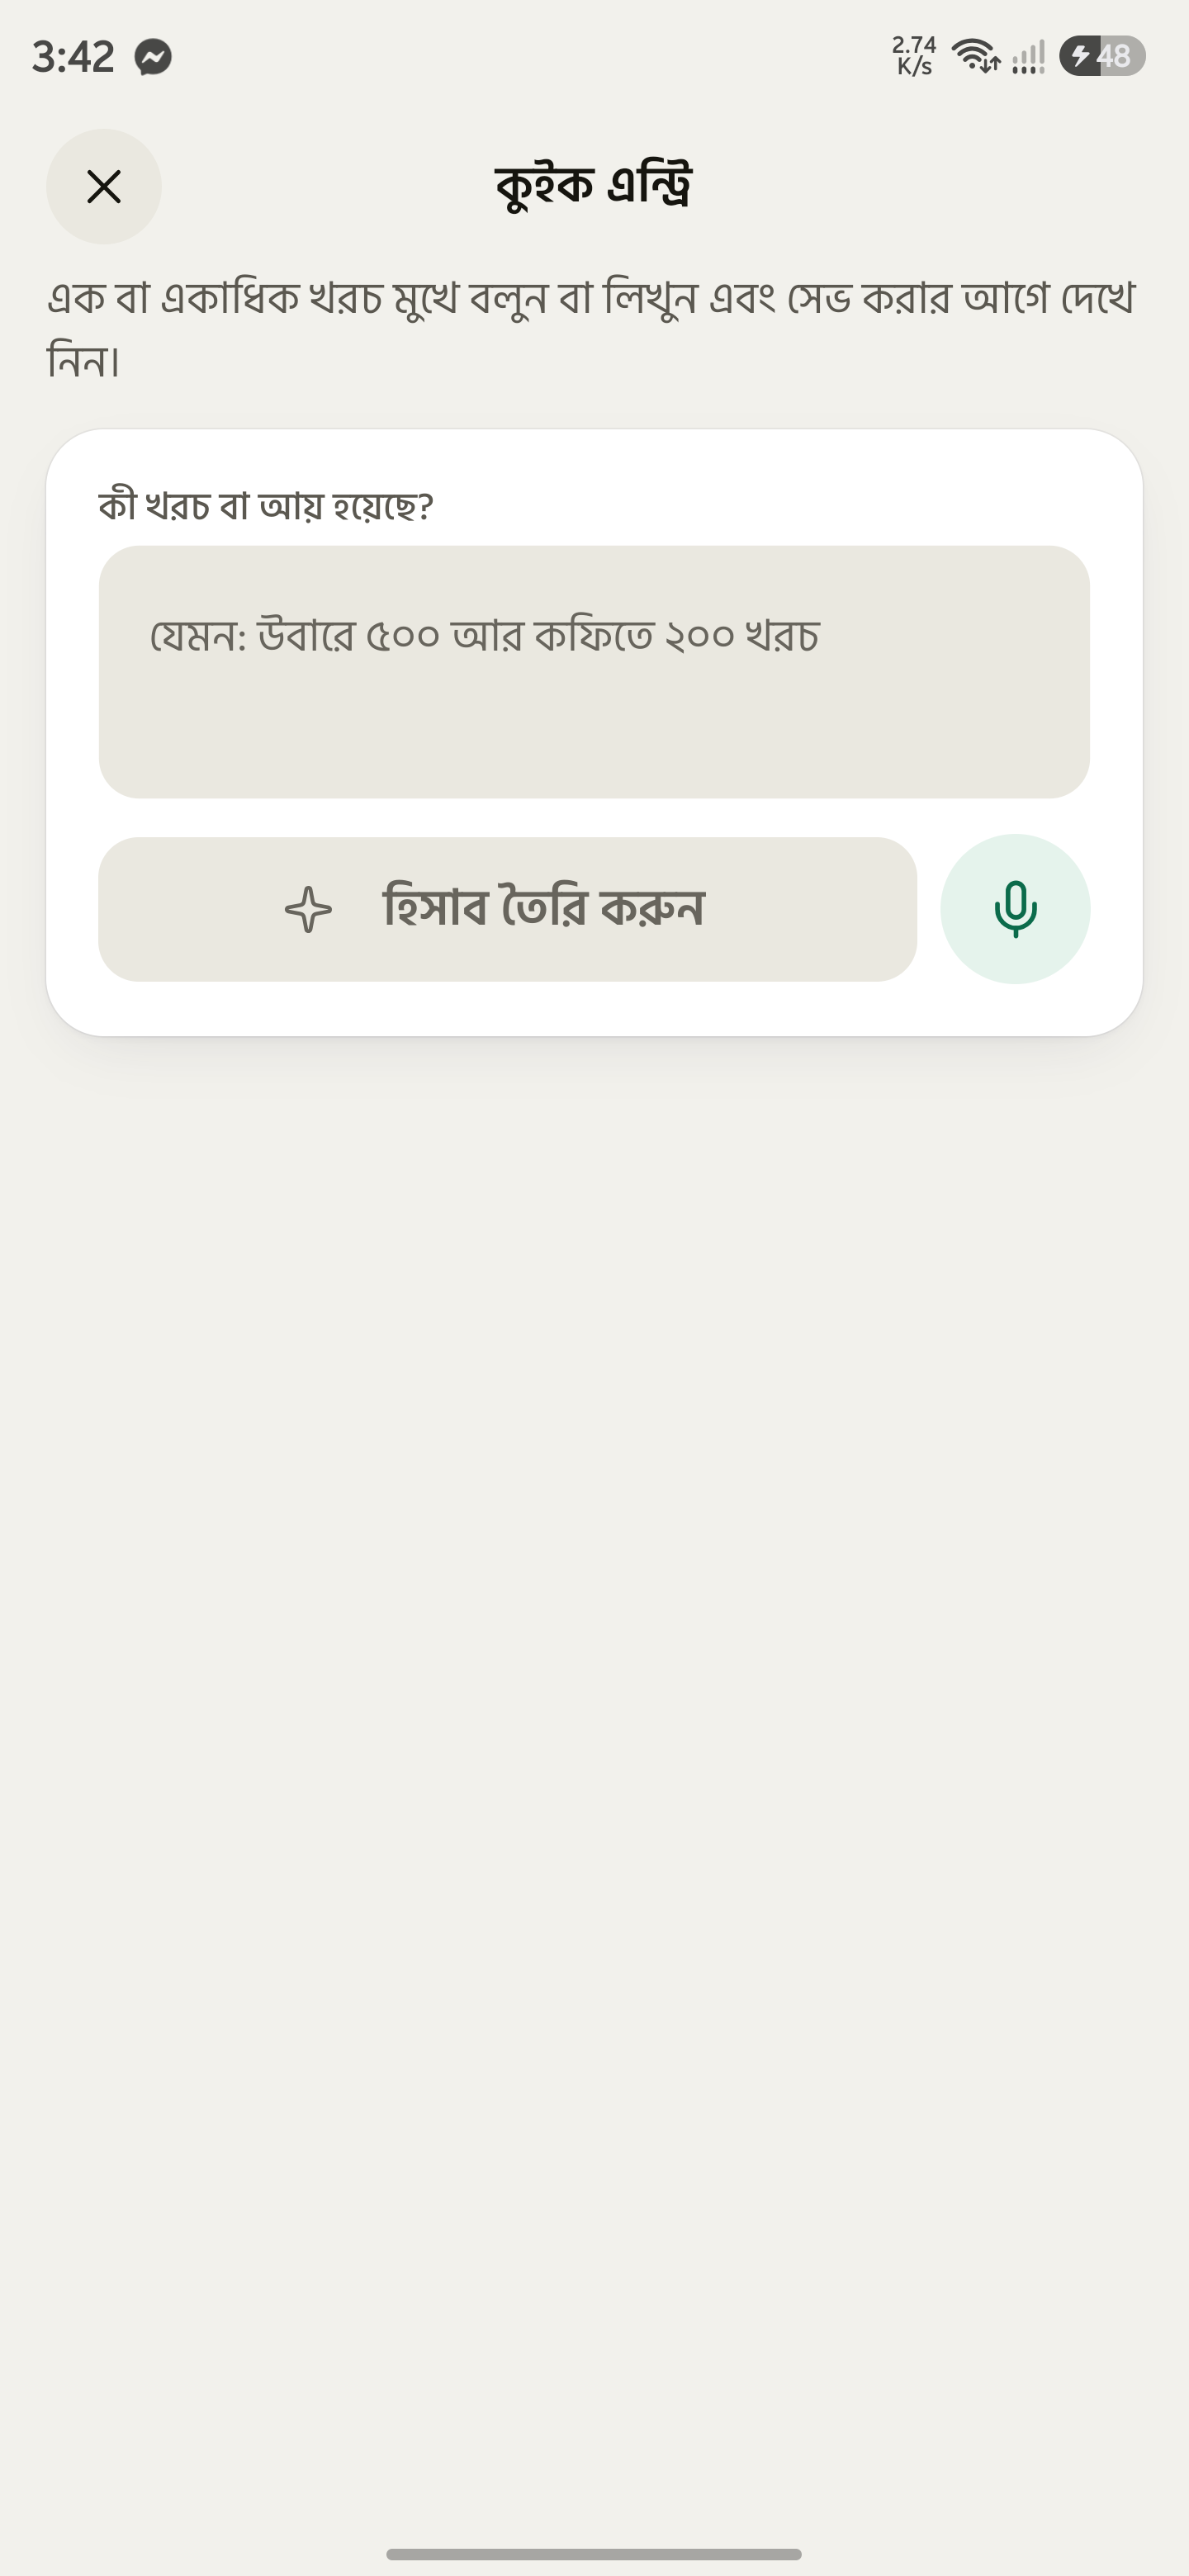 3:42
2.74
K/s
48
কুইক এন্ট্রি
এক বা একাধিক খরচ মুখে বলুন বা লিখুন এবং সেভ করার আগে দেখে
নিন।
কী খরচ বা আয় হয়েছে?
যেমন: উবারে ৫০০ আর কফিতে ২০০ খরচ
হিসাব তৈরি করুন